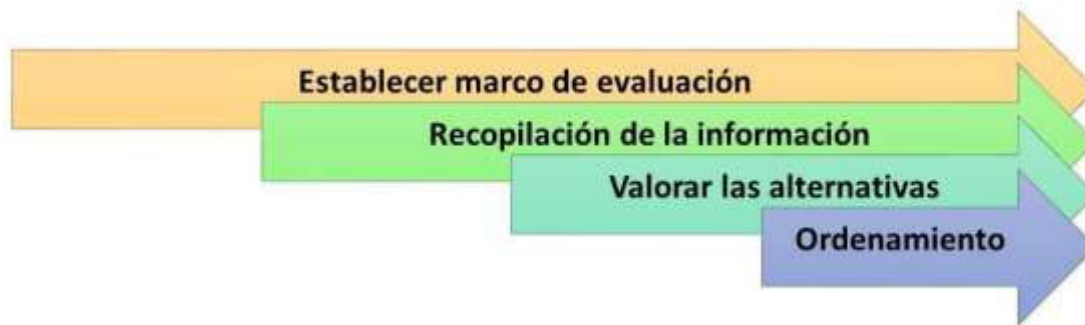 Establecer marco de evaluación
Recopilación de la información
Valorar las alternativas
Ordenamiento